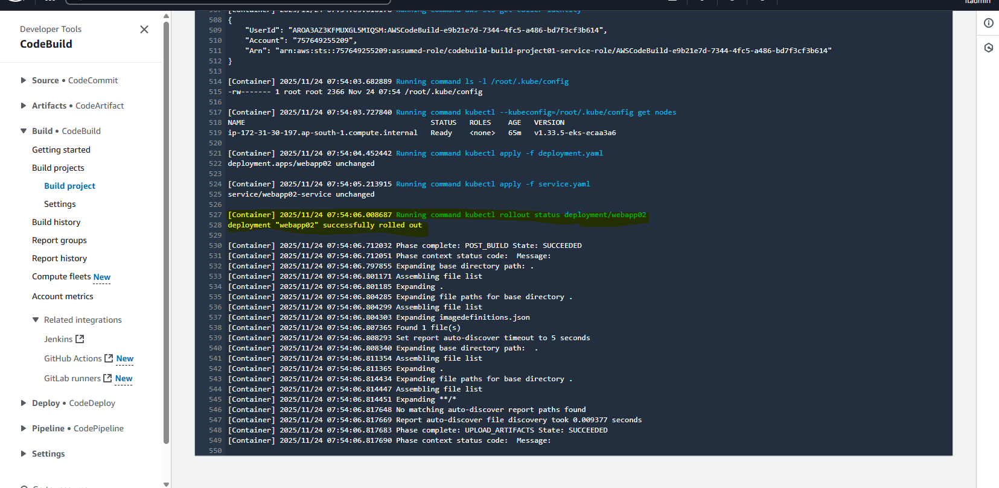 itadmin
Developer Tools
CodeBuild
Source • CodeCommit
Artifacts • CodeArtifact
Build • CodeBuild
Getting started
Build projects
Build project
Settings
Build history
Report groups
Report history
Compute fleets New
Account metrics
Related integrations
Jenkins
GitHub Actions New
GitLab runners New
Deploy • CodeDeploy
Pipeline • CodePipeline
Settings
507 [Container] 2025/11/24 Running command aws sts get-caller-identity
508 {
509 "UserId": "AROA3AZ3KFMUXGL5MIQSM:AWSCodeBuild-e9b21e7d-7344-4fc5-a486-bd7f3cf3b614",
510 "Account": "757649255209",
511 "Arn": "arn:aws:sts::757649255209:assumed-role/codebuild-build-project01-service-role/AWSCodeBuild-e9b21e7d-7344-4fc5-a486-bd7f3cf3b614"
512 }
513
514 [Container] 2025/11/24 07:54:03.682889 Running command ls -l /root/.kube/config
515 -rw------- 1 root root 2366 Nov 24 07:54 /root/.kube/config
516
517 [Container] 2025/11/24 07:54:03.727840 Running command kubectl --kubeconfig=/root/.kube/config get nodes
518 NAME STATUS ROLES AGE VERSION
519 ip-172-31-30-197.ap-south-1.compute.internal Ready <none> 65m v1.33.5-eks-ecaa3a6
520
521 [Container] 2025/11/24 07:54:04.452442 Running command kubectl apply -f deployment.yaml
522 deployment.apps/webapp02 unchanged
523
524 [Container] 2025/11/24 07:54:05.213915 Running command kubectl apply -f service.yaml
525 service/webapp02-service unchanged
526
527 [Container] 2025/11/24 07:54:06.008687 Running command kubectl rollout status deployment/webapp02
528 deployment "webapp02" successfully rolled out
529
530 [Container] 2025/11/24 07:54:06.712032 Phase complete: POST_BUILD State: SUCCEEDED
531 [Container] 2025/11/24 07:54:06.712051 Phase context status code: Message:
532 [Container] 2025/11/24 07:54:06.797855 Expanding base directory path: .
533 [Container] 2025/11/24 07:54:06.801171 Assembling file list
534 [Container] 2025/11/24 07:54:06.801185 Expanding .
535 [Container] 2025/11/24 07:54:06.804285 Expanding file paths for base directory .
536 [Container] 2025/11/24 07:54:06.804299 Assembling file list
537 [Container] 2025/11/24 07:54:06.804303 Expanding imagedefinitions.json
538 [Container] 2025/11/24 07:54:06.807365 Found 1 file(s)
539 [Container] 2025/11/24 07:54:06.808293 Set report auto-discover timeout to 5 seconds
540 [Container] 2025/11/24 07:54:06.808340 Expanding base directory path: .
541 [Container] 2025/11/24 07:54:06.811354 Assembling file list
542 [Container] 2025/11/24 07:54:06.811365 Expanding .
543 [Container] 2025/11/24 07:54:06.814434 Expanding file paths for base directory .
544 [Container] 2025/11/24 07:54:06.814447 Assembling file list
545 [Container] 2025/11/24 07:54:06.814451 Expanding **/*
546 [Container] 2025/11/24 07:54:06.817648 No matching auto-discover report paths found
547 [Container] 2025/11/24 07:54:06.817669 Report auto-discover file discovery took 0.009377 seconds
548 [Container] 2025/11/24 07:54:06.817683 Phase complete: UPLOAD_ARTIFACTS State: SUCCEEDED
549 [Container] 2025/11/24 07:54:06.817690 Phase context status code: Message:
550